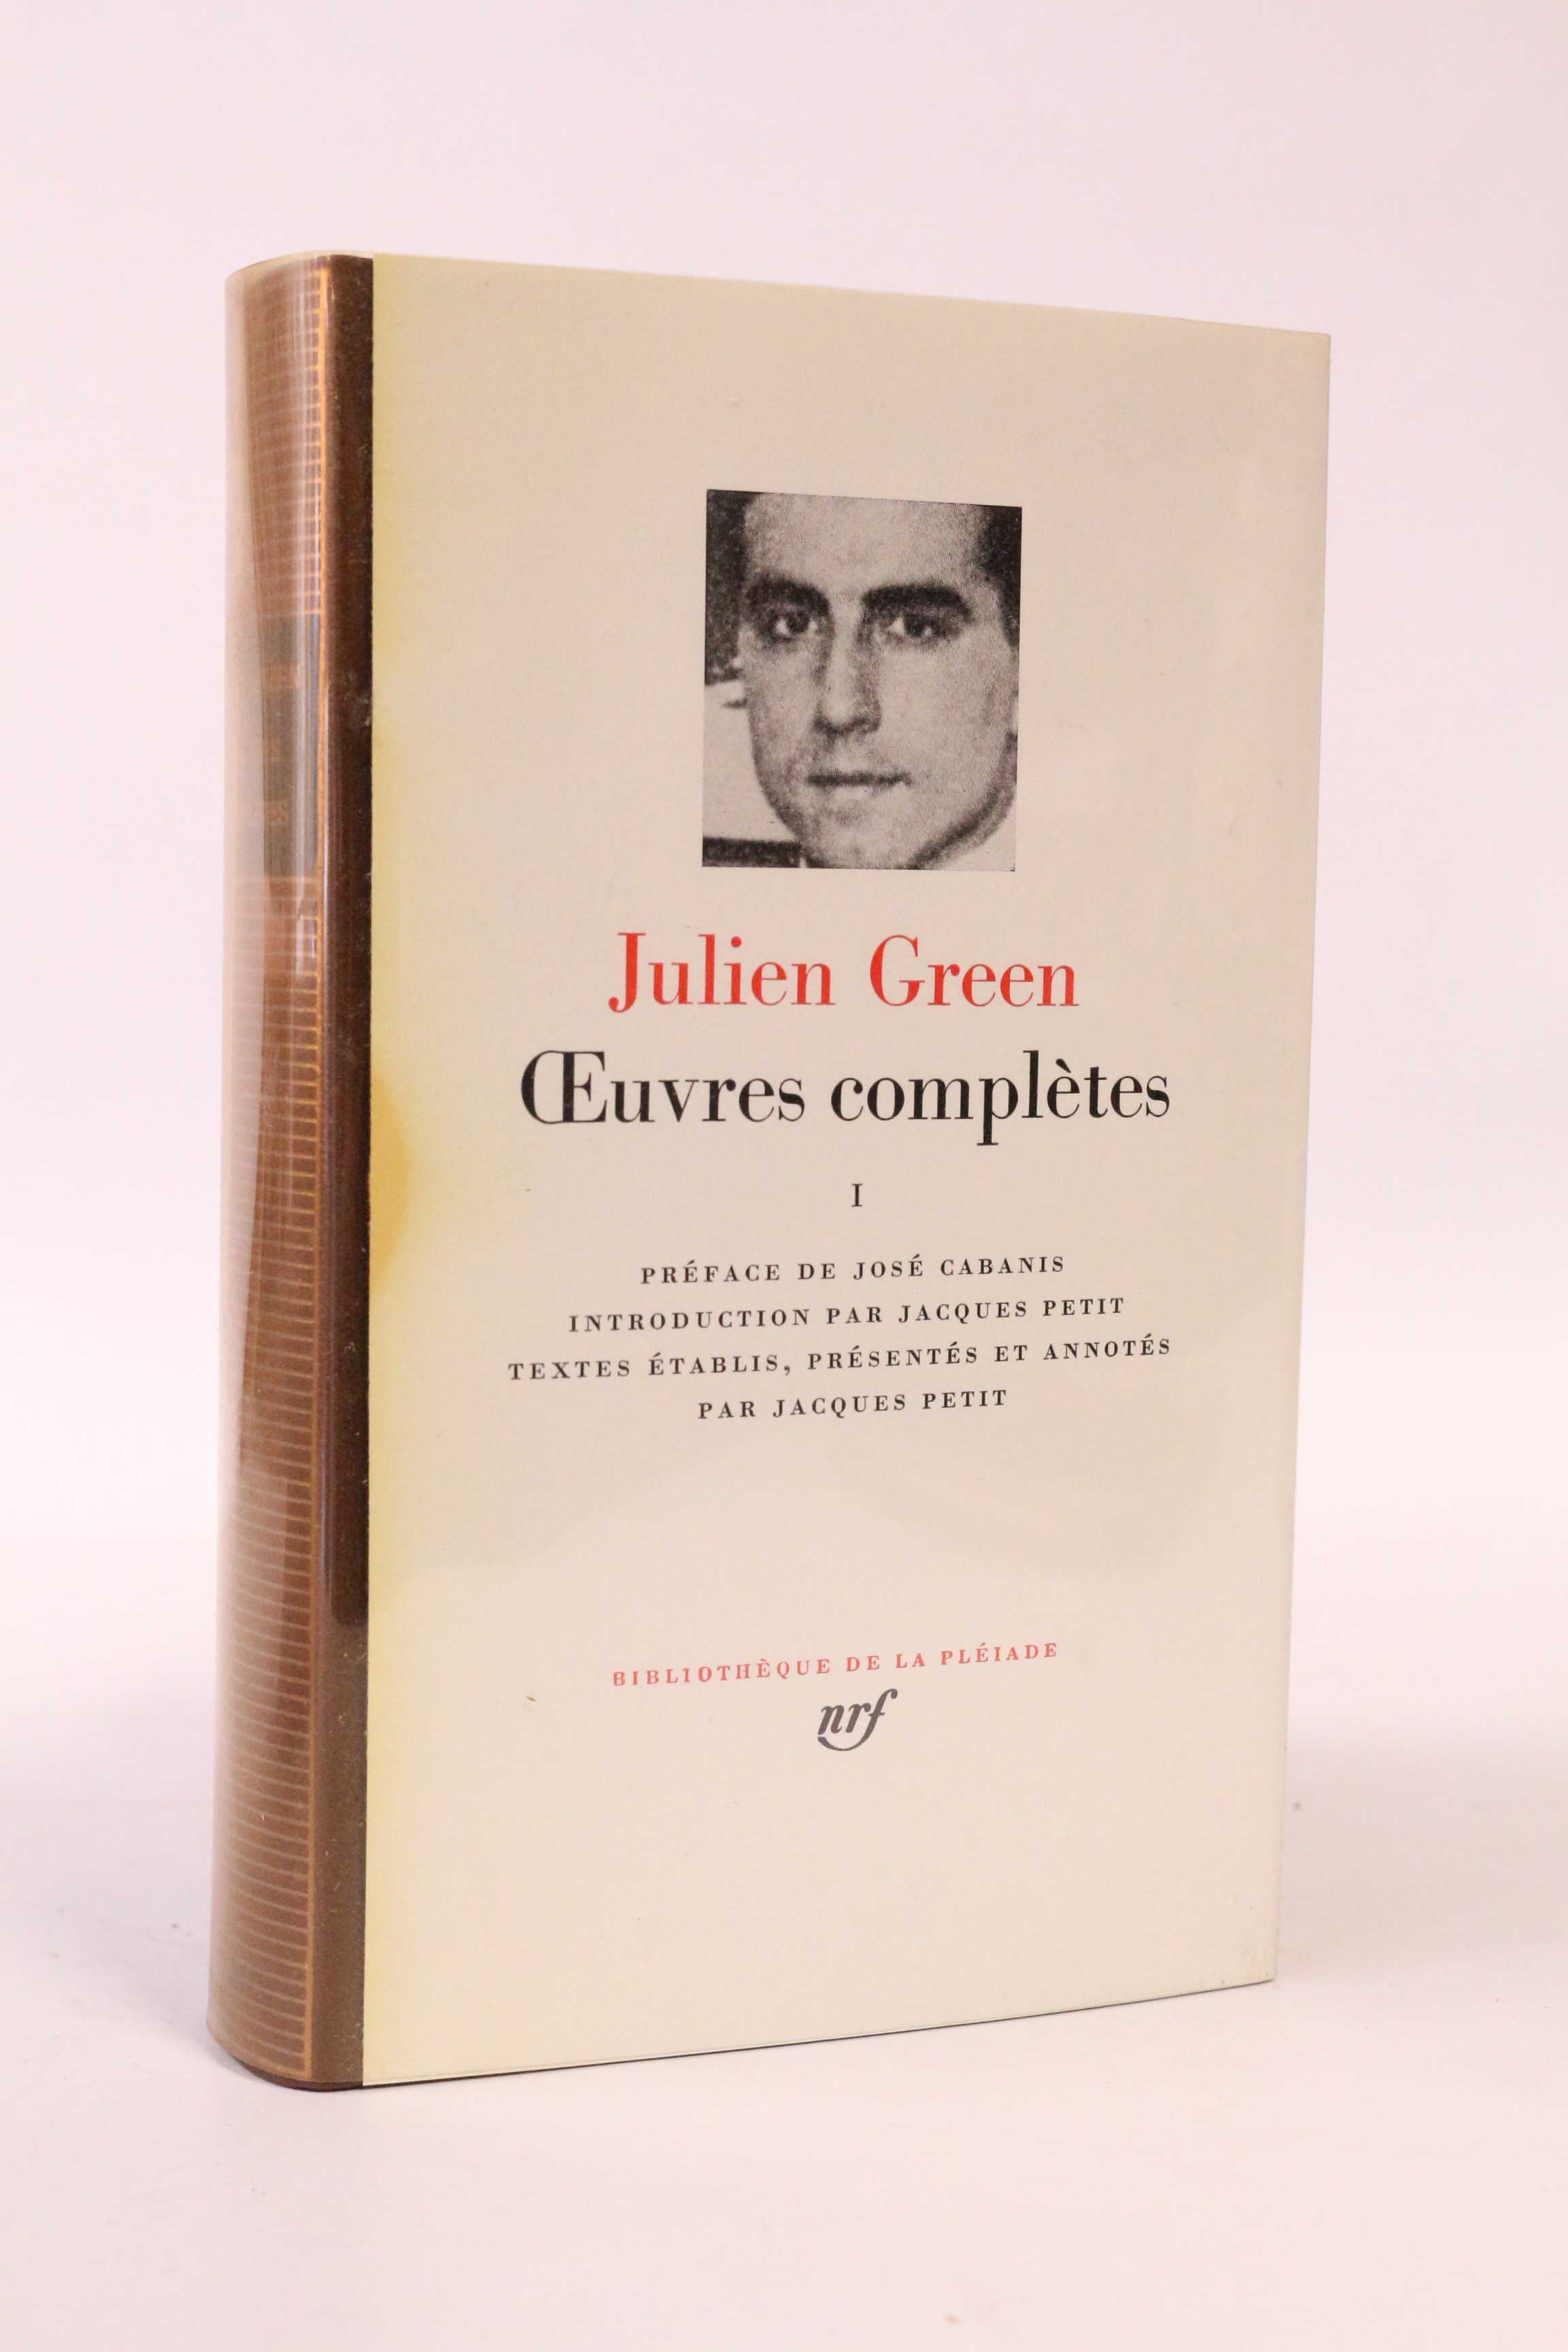 Julien Green
Œuvres complètes
I
PRÉFACE DE JOSÉ CABANIS
INTRODUCTION PAR JACQUES PETIT
TEXTES ÉTABLIS, PRÉSENTÉS ET ANNOTÉS
PAR JACQUES PETIT
BIBLIOTHÈQUE DE LA PLÉIADE
nrf